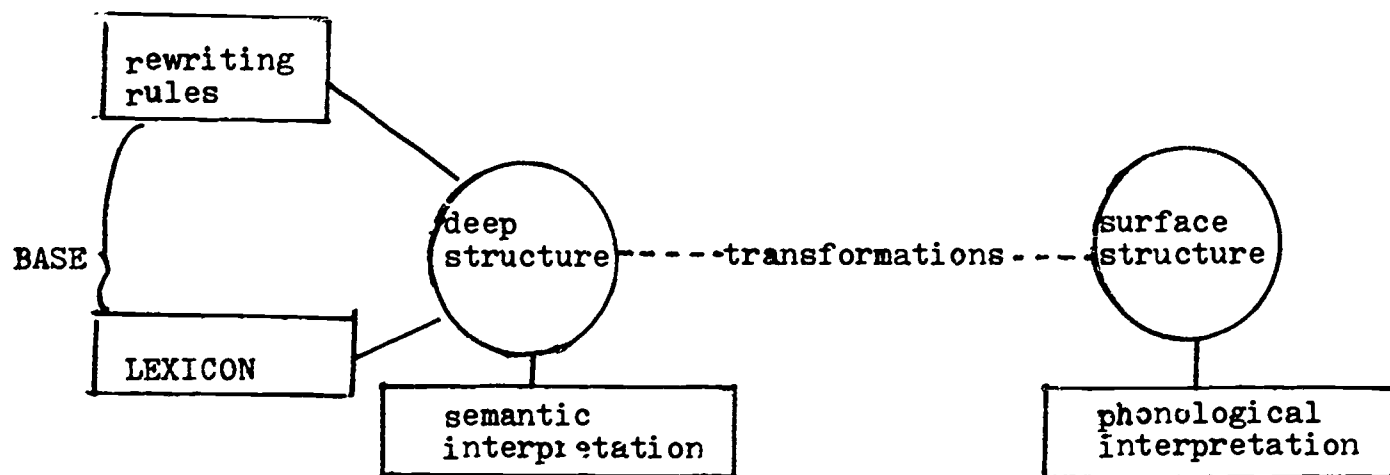 rewriting
rules
deep
structure
----transformations----
surface
structure
BASE
LEXICON
semantic
interpretation
phonological
interpretation